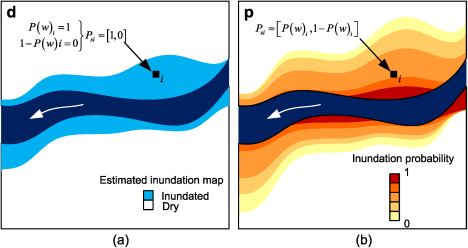 d
P(w)i = 1
1-P(w)i = 0 } Psi = [1,0]
i
Estimated inundation map
Inundated
Dry
(a)
p
Psi = [P(w)i ,1-P(w)i]
i
Inundation probability
1
0
(b)